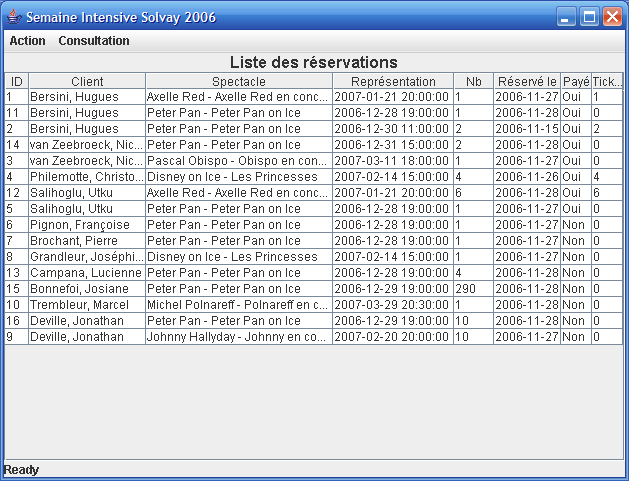 Semaine Intensive Solvay 2006
Action Consultation
Liste des réservations
ID Client Spectacle Représentation Nb Réservé le Payé Tick...
1 Bersini, Hugues Axelle Red - Axelle Red en conc... 2007-01-21 20:00:00 1 2006-11-27 Oui 1
11 Bersini, Hugues Peter Pan - Peter Pan on Ice 2006-12-28 19:00:00 1 2006-11-28 Oui 0
2 Bersini, Hugues Peter Pan - Peter Pan on Ice 2006-12-30 11:00:00 2 2006-11-15 Oui 2
14 van Zeebroeck, Nic... Peter Pan - Peter Pan on Ice 2006-12-31 15:00:00 2 2006-11-28 Oui 0
3 van Zeebroeck, Nic... Pascal Obispo - Obispo en con... 2007-03-11 18:00:00 1 2006-11-27 Oui 0
4 Philemotte, Christo... Disney on Ice - Les Princesses 2007-02-14 15:00:00 4 2006-11-26 Oui 4
12 Salihoglu, Utku Axelle Red - Axelle Red en conc... 2007-01-21 20:00:00 6 2006-11-28 Oui 6
5 Salihoglu, Utku Peter Pan - Peter Pan on Ice 2006-12-28 19:00:00 1 2006-11-27 Oui 0
6 Pignon, Françoise Peter Pan - Peter Pan on Ice 2006-12-28 19:00:00 1 2006-11-27 Non 0
7 Brochant, Pierre Peter Pan - Peter Pan on Ice 2006-12-28 19:00:00 1 2006-11-27 Non 0
8 Grandleur, Joséphi... Disney on Ice - Les Princesses 2007-02-14 15:00:00 1 2006-11-27 Non 0
13 Campana, Lucienne Peter Pan - Peter Pan on Ice 2006-12-28 19:00:00 4 2006-11-28 Non 0
15 Bonnefoi, Josiane Peter Pan - Peter Pan on Ice 2006-12-29 19:00:00 290 2006-11-28 Non 0
10 Trembleur, Marcel Michel Polnareff - Polnareff en c... 2007-03-29 20:30:00 1 2006-11-27 Non 0
16 Deville, Jonathan Peter Pan - Peter Pan on Ice 2006-12-29 19:00:00 10 2006-11-28 Non 0
9 Deville, Jonathan Johnny Hallyday - Johnny en co... 2007-02-20 20:00:00 10 2006-11-27 Non 0
Ready